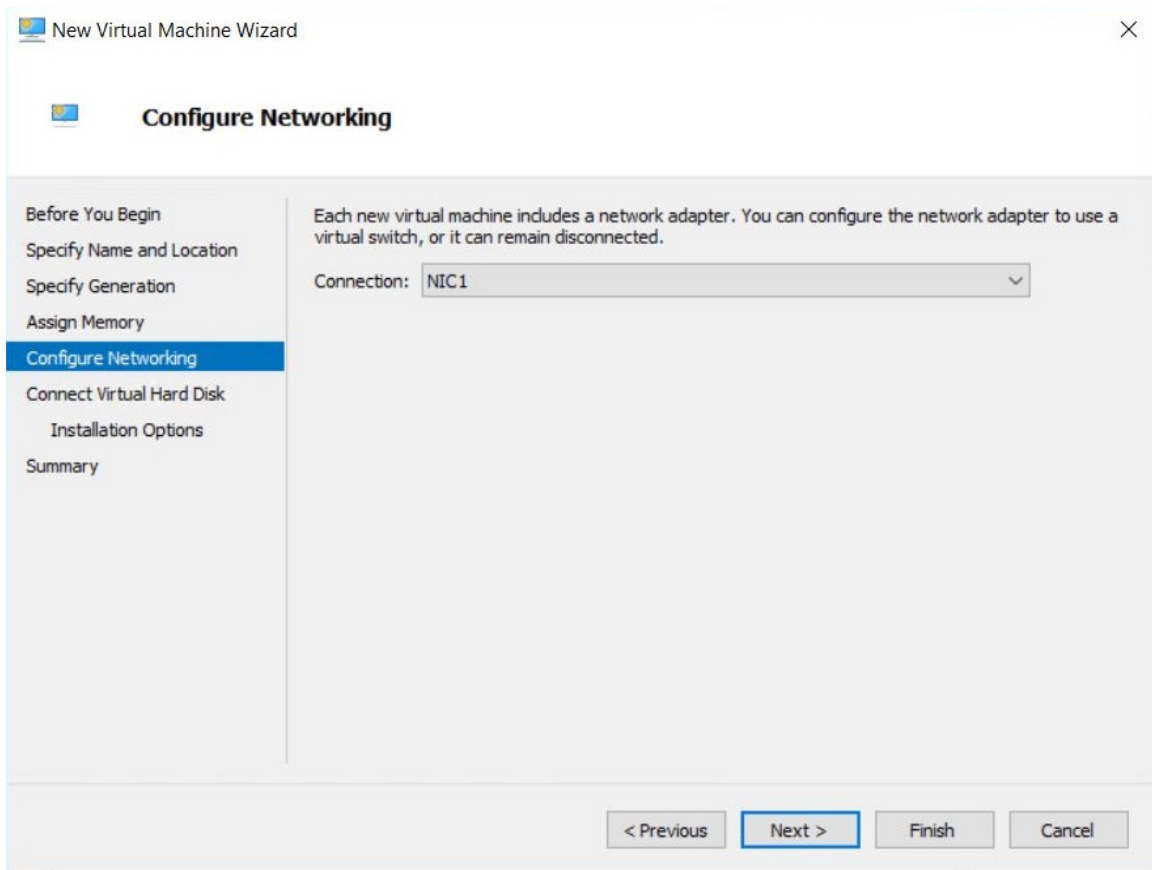 New Virtual Machine Wizard
Configure Networking
Before You Begin
Specify Name and Location
Specify Generation
Assign Memory
Configure Networking
Connect Virtual Hard Disk
Installation Options
Summary
Each new virtual machine includes a network adapter. You can configure the network adapter to use a
virtual switch, or it can remain disconnected.
Connection: NIC1
< Previous Next > Finish Cancel